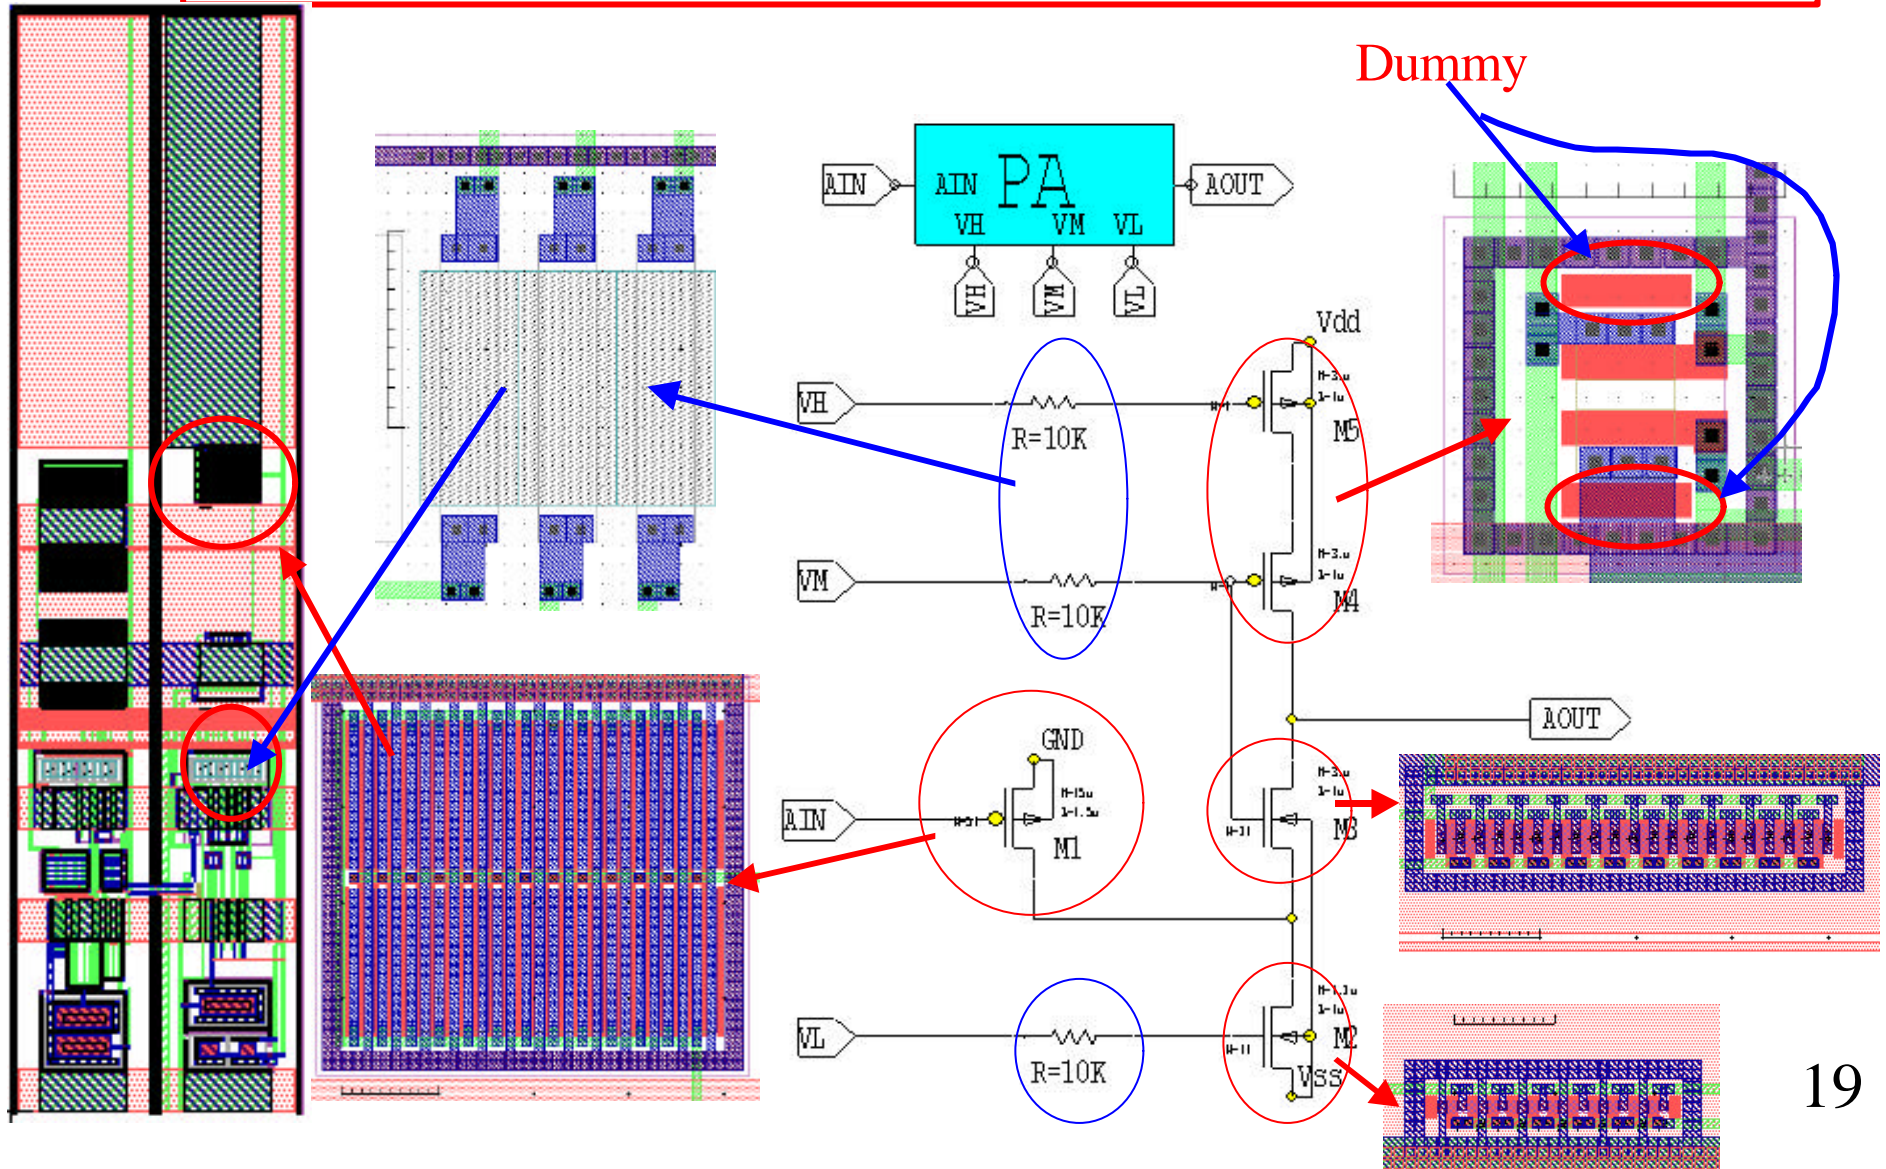 Dummy
AIN
AIN
PA
AOUT
VH
VM
VL
VH
VM
VL
Vdd
VH
R=10K
M5
VM
R=10K
M4
AOUT
GND
AIN
M1
M3
VL
R=10K
M2
Vss
19